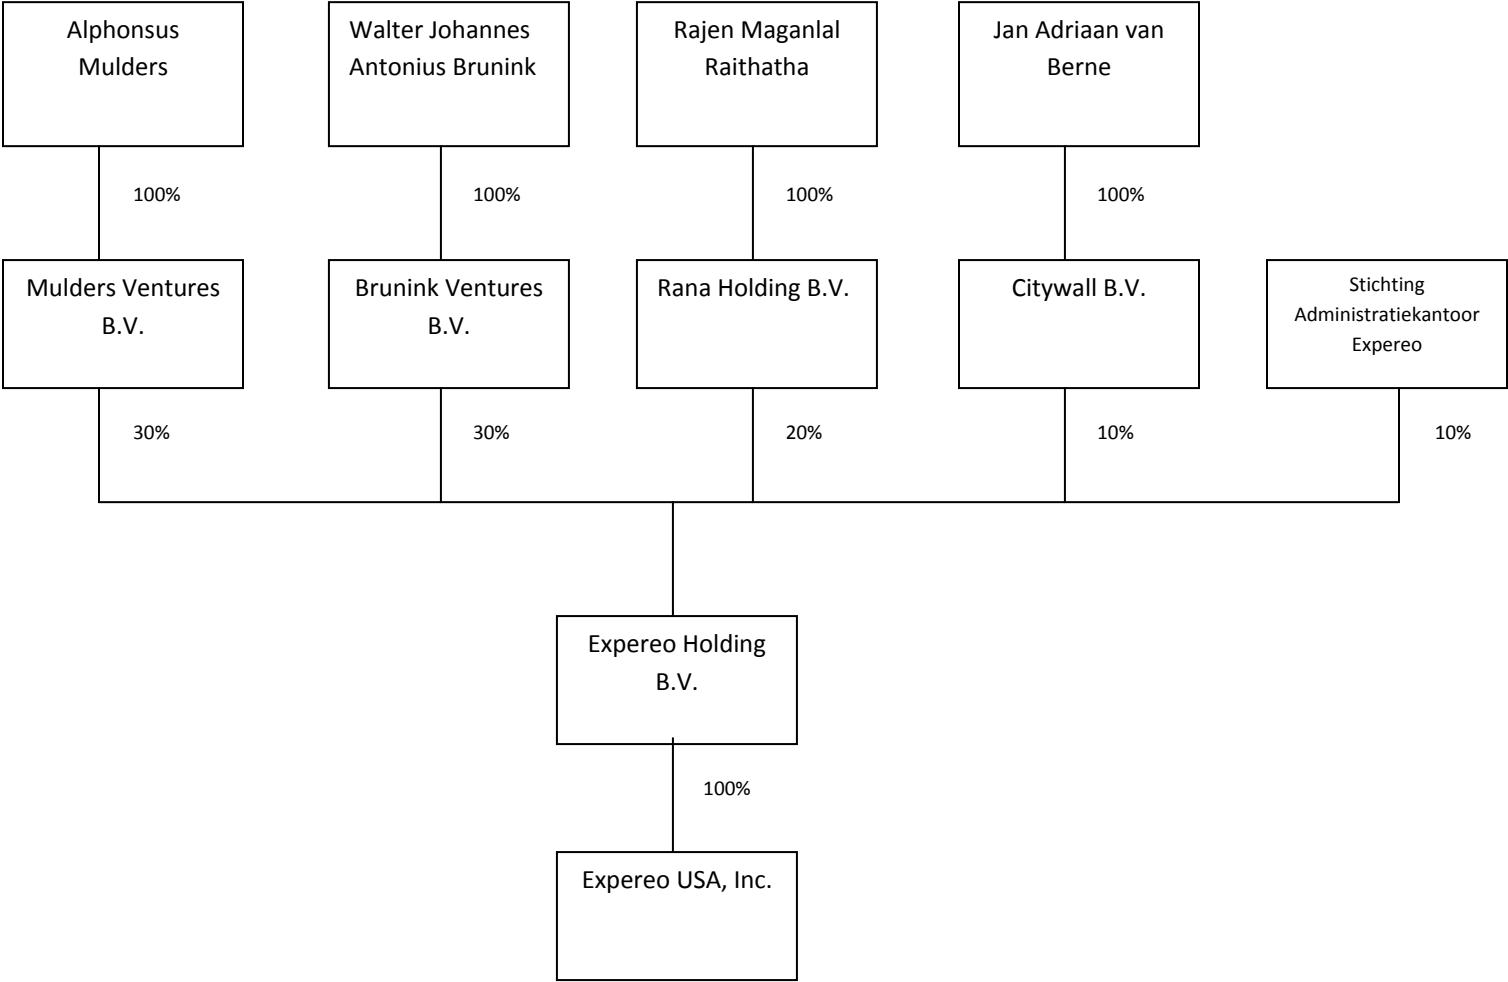 Alphonsus
Mulders
Walter Johannes
Antonius Brunink
Rajen Maganlal
Raithatha
Jan Adriaan van
Berne
100%
100%
100%
100%
Mulders Ventures
B.V.
Brunink Ventures
B.V.
Rana Holding B.V.
Citywall B.V.
Stichting
Administratiekantoor
Expereo
30%
30%
20%
10%
10%
Expereo Holding
B.V.
100%
Expereo USA, Inc.